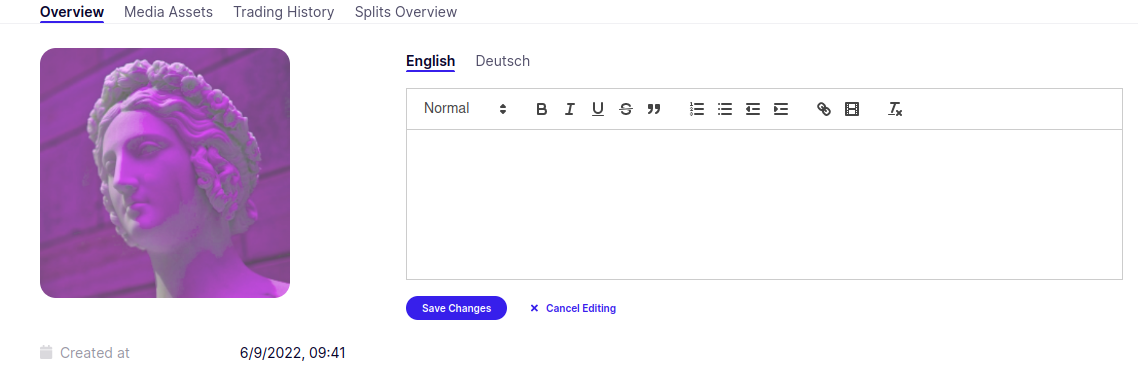 Overview Media Assets Trading History Splits Overview
English Deutsch
Normal
Save Changes Cancel Editing
Created at 6/9/2022, 09:41